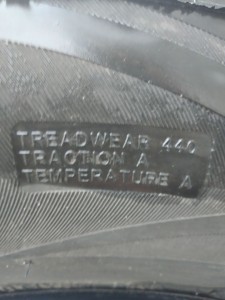 TREADWEAR 440
TRACTION A
TEMPERATURE A